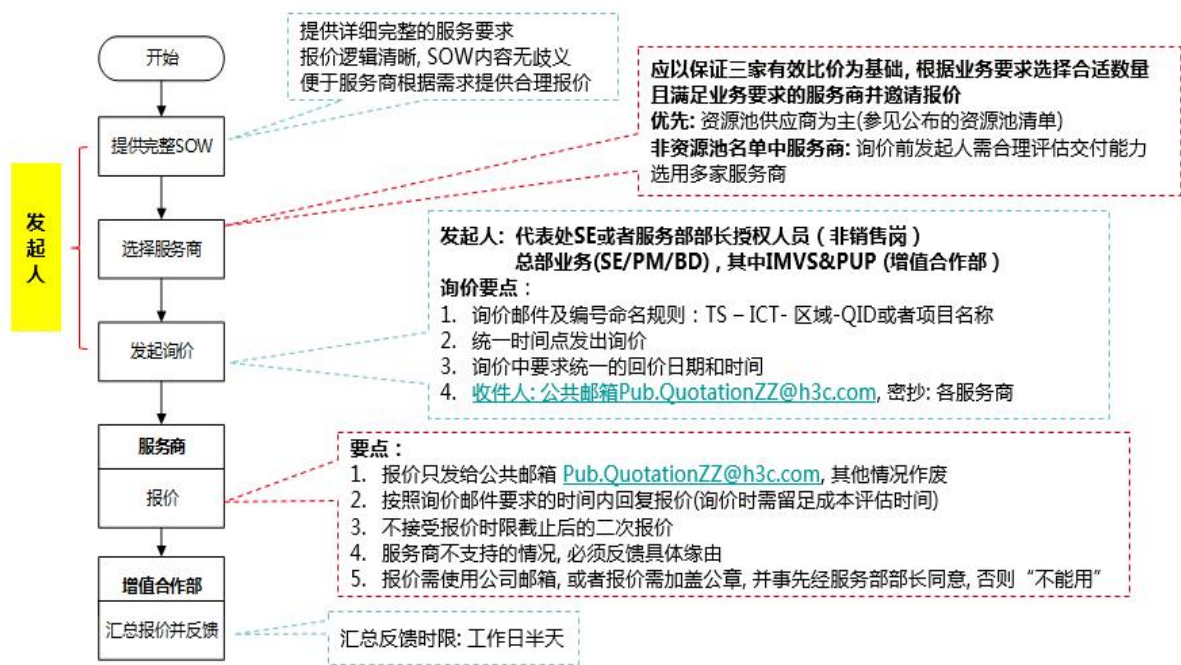 开始
提供详细完整的服务要求
报价逻辑清晰, SOW内容无歧义
便于服务商根据需求提供合理报价
提供完整SOW
应以保证三家有效比价为基础, 根据业务要求选择合适数量
且满足业务要求的服务商并邀请报价
优先: 资源池供应商为主(参见公布的资源池清单)
非资源池名单中服务商: 询价前发起人需合理评估交付能力
选用多家服务商
发起人
选择服务商
发起人: 代表处SE或者服务部部长授权人员 ( 非销售岗 )
总部业务(SE/PM/BD) , 其中IMVS&PUP (增值合作部 )
询价要点 :
1. 询价邮件及编号命名规则 : TS – ICT- 区域-QID或者项目名称
2. 统一时间点发出询价
3. 询价中要求统一的回价日期和时间
4. 收件人: 公共邮箱Pub.QuotationZZ@h3c.com, 密抄: 各服务商
发起询价
服务商
报价
要点 :
1. 报价只发给公共邮箱 Pub.QuotationZZ@h3c.com, 其他情况作废
2. 按照询价邮件要求的时间内回复报价(询价时需留足成本评估时间)
3. 不接受报价时限截止后的二次报价
4. 服务商不支持的情况, 必须反馈具体缘由
5. 报价需使用公司邮箱, 或者报价需加盖公章, 并事先经服务部部长同意, 否则“不能用”
增值合作部
汇总报价并反馈
汇总反馈时限: 工作日半天